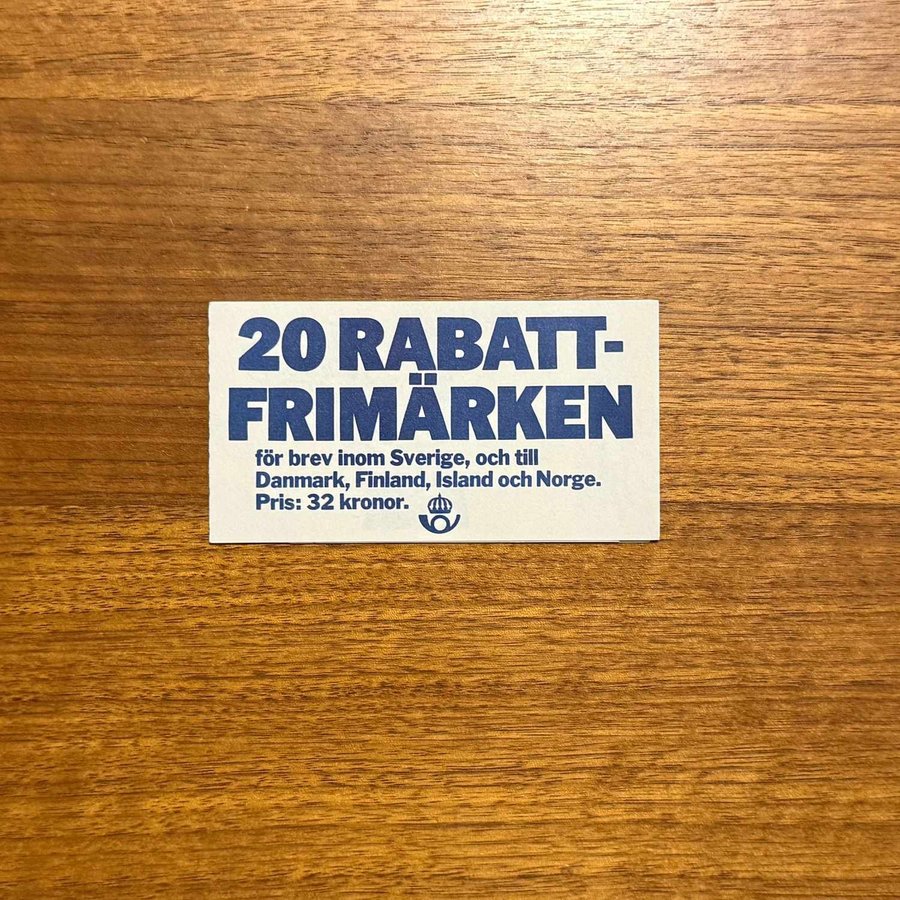 20 RABATT-
FRIMÄRKEN
för brev inom Sverige, och till
Danmark, Finland, Island och Norge.
Pris: 32 kronor.